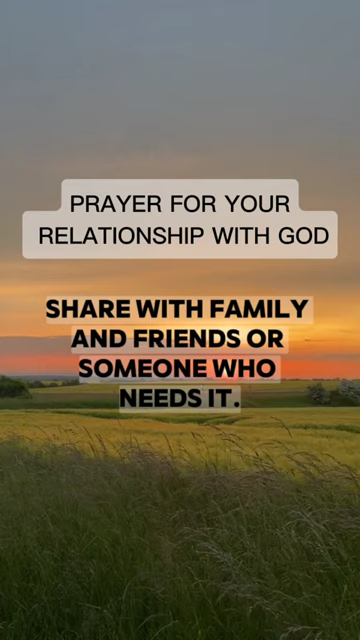 PRAYER FOR YOUR
RELATIONSHIP WITH GOD
SHARE WITH FAMILY
AND FRIENDS OR
SOMEONE WHO
NEEDS IT.